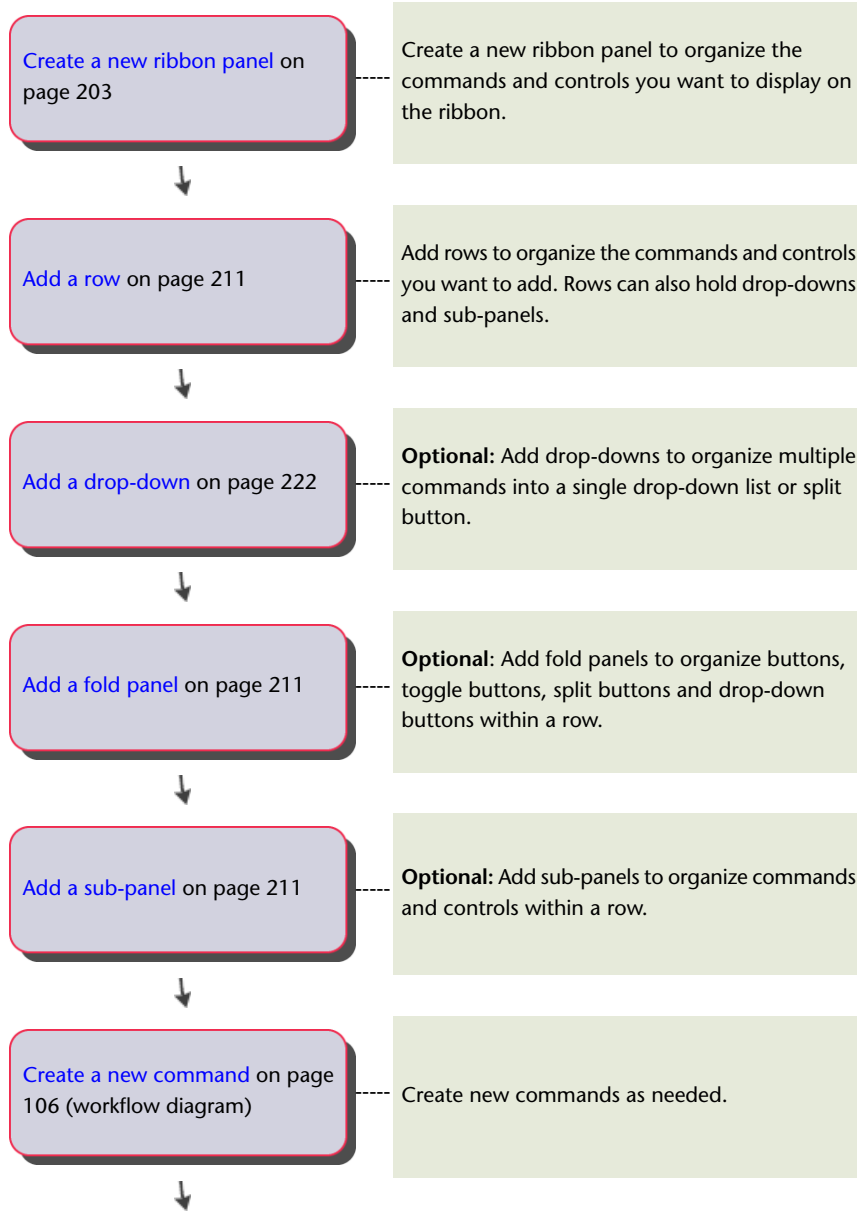 Create a new ribbon panel on
page 203
Create a new ribbon panel to organize the
commands and controls you want to display on
the ribbon.
Add a row on page 211
Add rows to organize the commands and controls
you want to add. Rows can also hold drop-downs
and sub-panels.
Add a drop-down on page 222
Optional: Add drop-downs to organize multiple
commands into a single drop-down list or split
button.
Add a fold panel on page 211
Optional: Add fold panels to organize buttons,
toggle buttons, split buttons and drop-down
buttons within a row.
Add a sub-panel on page 211
Optional: Add sub-panels to organize commands
and controls within a row.
Create a new command on page
106 (workflow diagram)
Create new commands as needed.